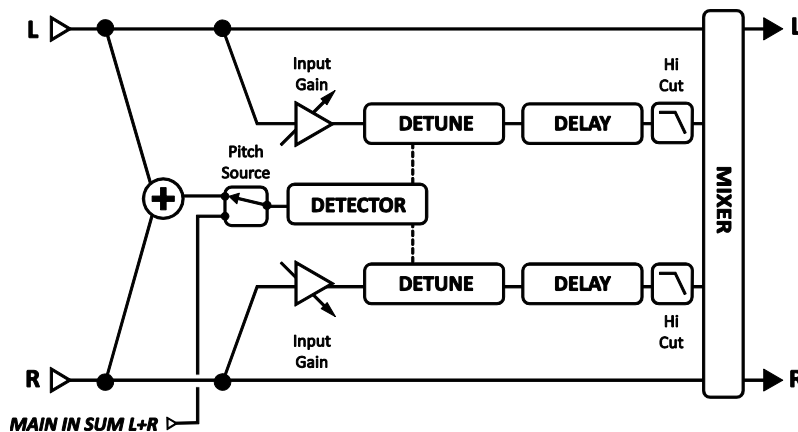 L
L
Input
Gain
Hi
Cut
DETUNE
DELAY
Pitch
Source
DETECTOR
MIXER
DETUNE
DELAY
Input
Gain
Hi
Cut
R
R
MAIN IN SUM L+R